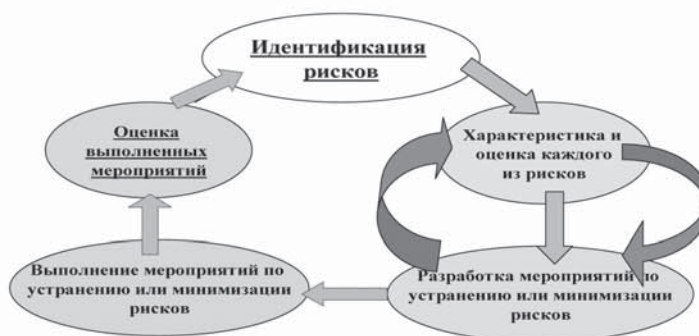 Идентификация
рисков
Характеристика и
оценка каждого
из рисков
Разработка мероприятий по
устранению или минимизации
рисков
Выполнение мероприятий по
устранению или минимизации
рисков
Оценка
выполненных
мероприятий